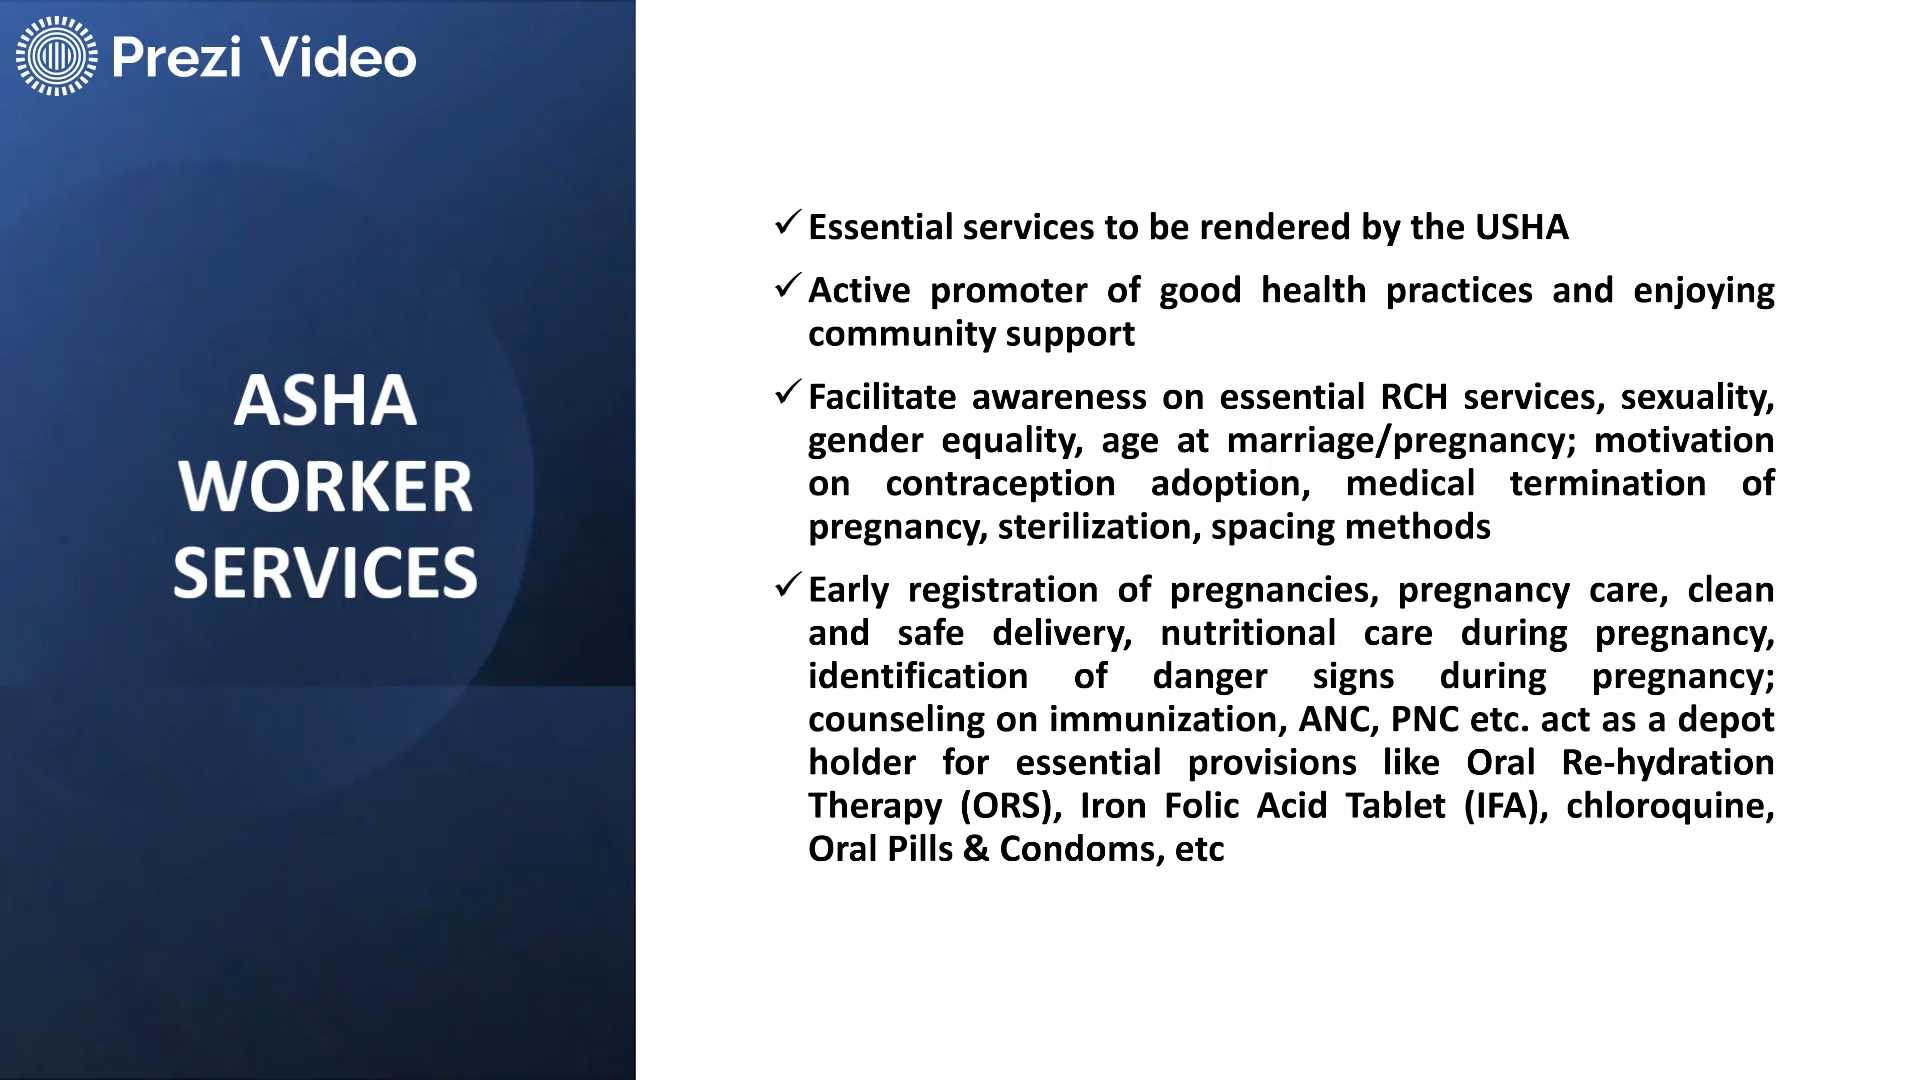 Prezi Video
ASHA
WORKER
SERVICES
✓ Essential services to be rendered by the USHA
✓ Active promoter of good health practices and enjoying
community support
✓ Facilitate awareness on essential RCH services, sexuality,
gender equality, age at marriage/pregnancy; motivation
on contraception adoption, medical termination of
pregnancy, sterilization, spacing methods
✓ Early registration of pregnancies, pregnancy care, clean
and safe delivery, nutritional care during pregnancy,
identification of danger signs during pregnancy;
counseling on immunization, ANC, PNC etc. act as a depot
holder for essential provisions like Oral Re-hydration
Therapy (ORS), Iron Folic Acid Tablet (IFA), chloroquine,
Oral Pills & Condoms, etc